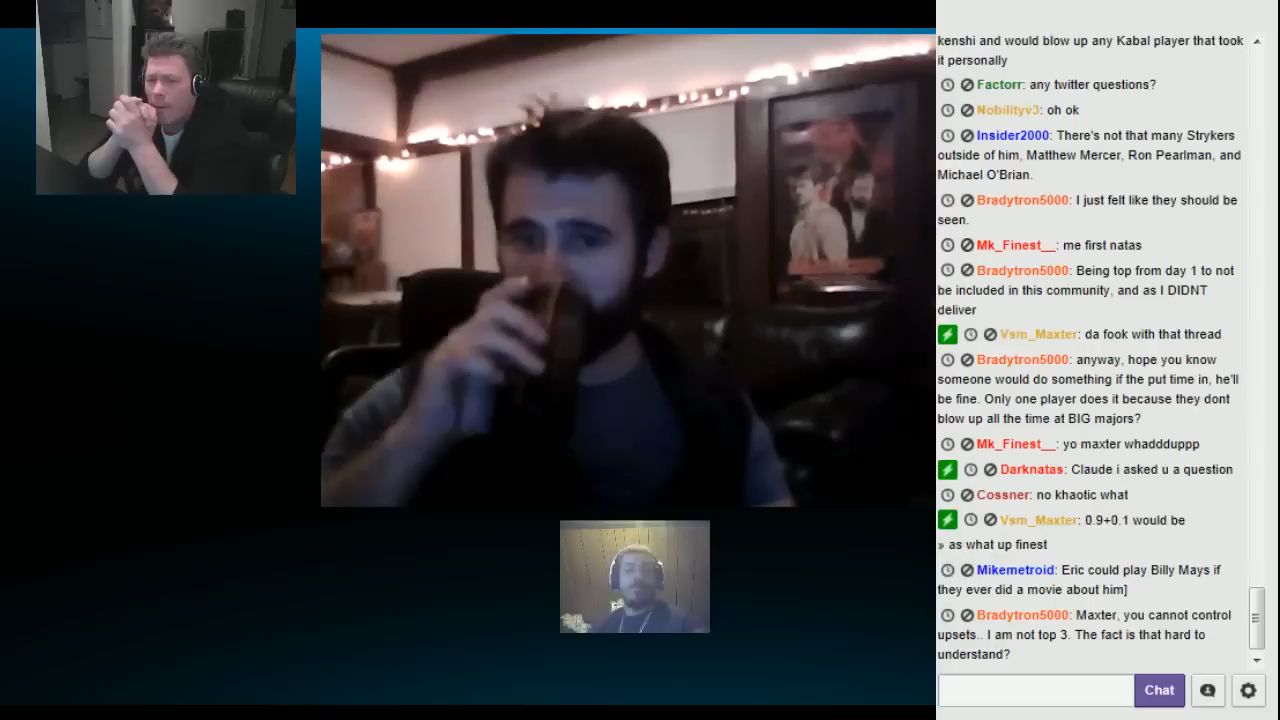 kenshi and would blow up any Kabal player that took
it personally
Factorr: any twitter questions?
Nobilityv3: oh ok
Insider2000: There's not that many Strykers
outside of him, Matthew Mercer, Ron Pearlman, and
Michael O'Brian.
Bradytron5000: I just felt like they should be
seen.
Mk_Finest__: me first natas
Bradytron5000: Being top from day 1 to not
be included in this community, and as I DIDNT
deliver
Vsm_Maxter: da fook with that thread
Bradytron5000: anyway, hope you know
someone would do something if the put time in, he'll
be fine. Only one player does it because they dont
blow up all the time at BIG majors?
Mk_Finest__: yo maxter whaddduppp
Darknatas: Claude i asked u a question
Cossner: no khaotic what
Vsm_Maxter: 0.9+0.1 would be
» as what up finest
Mikemetroid: Eric could play Billy Mays if
they ever did a movie about him]
Bradytron5000: Maxter, you cannot control
upsets.. I am not top 3. The fact is that hard to
understand?
Chat